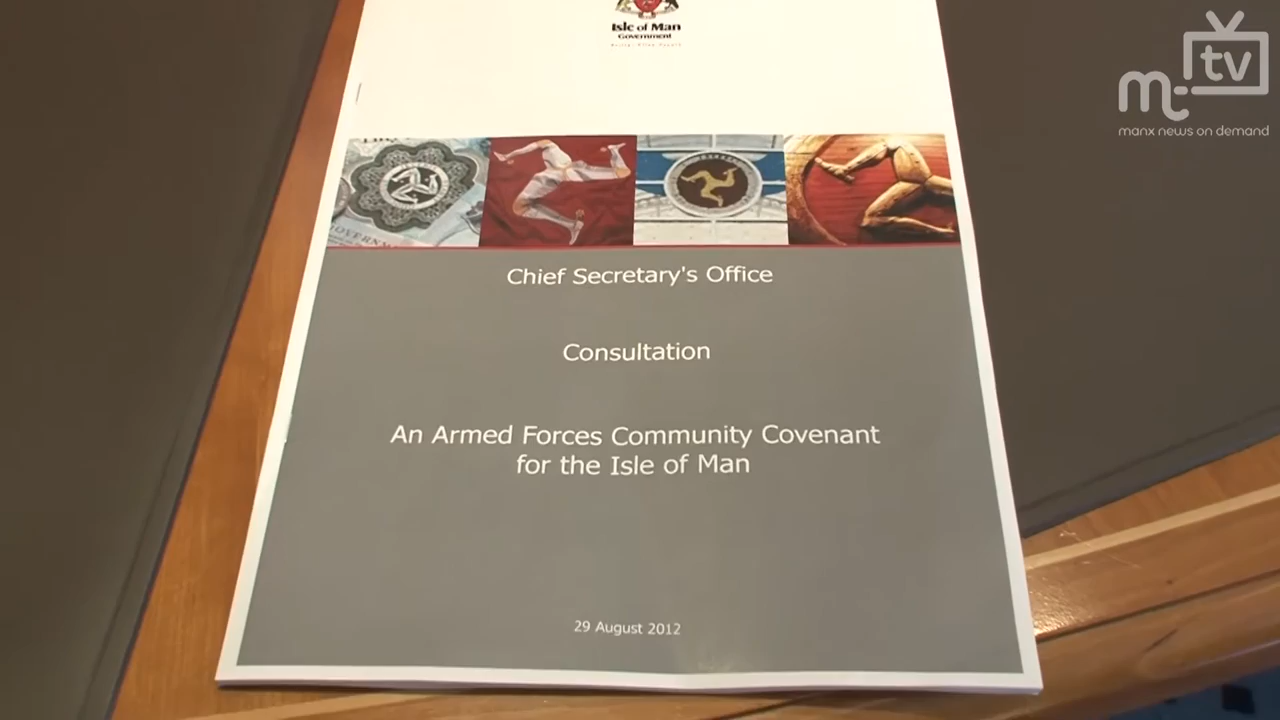 Isle of Man
Government
tv
m
manx news on demand
GOVERNM
Chief Secretary's Office
Consultation
An Armed Forces Community Covenant
for the Isle of Man
29 August 2012